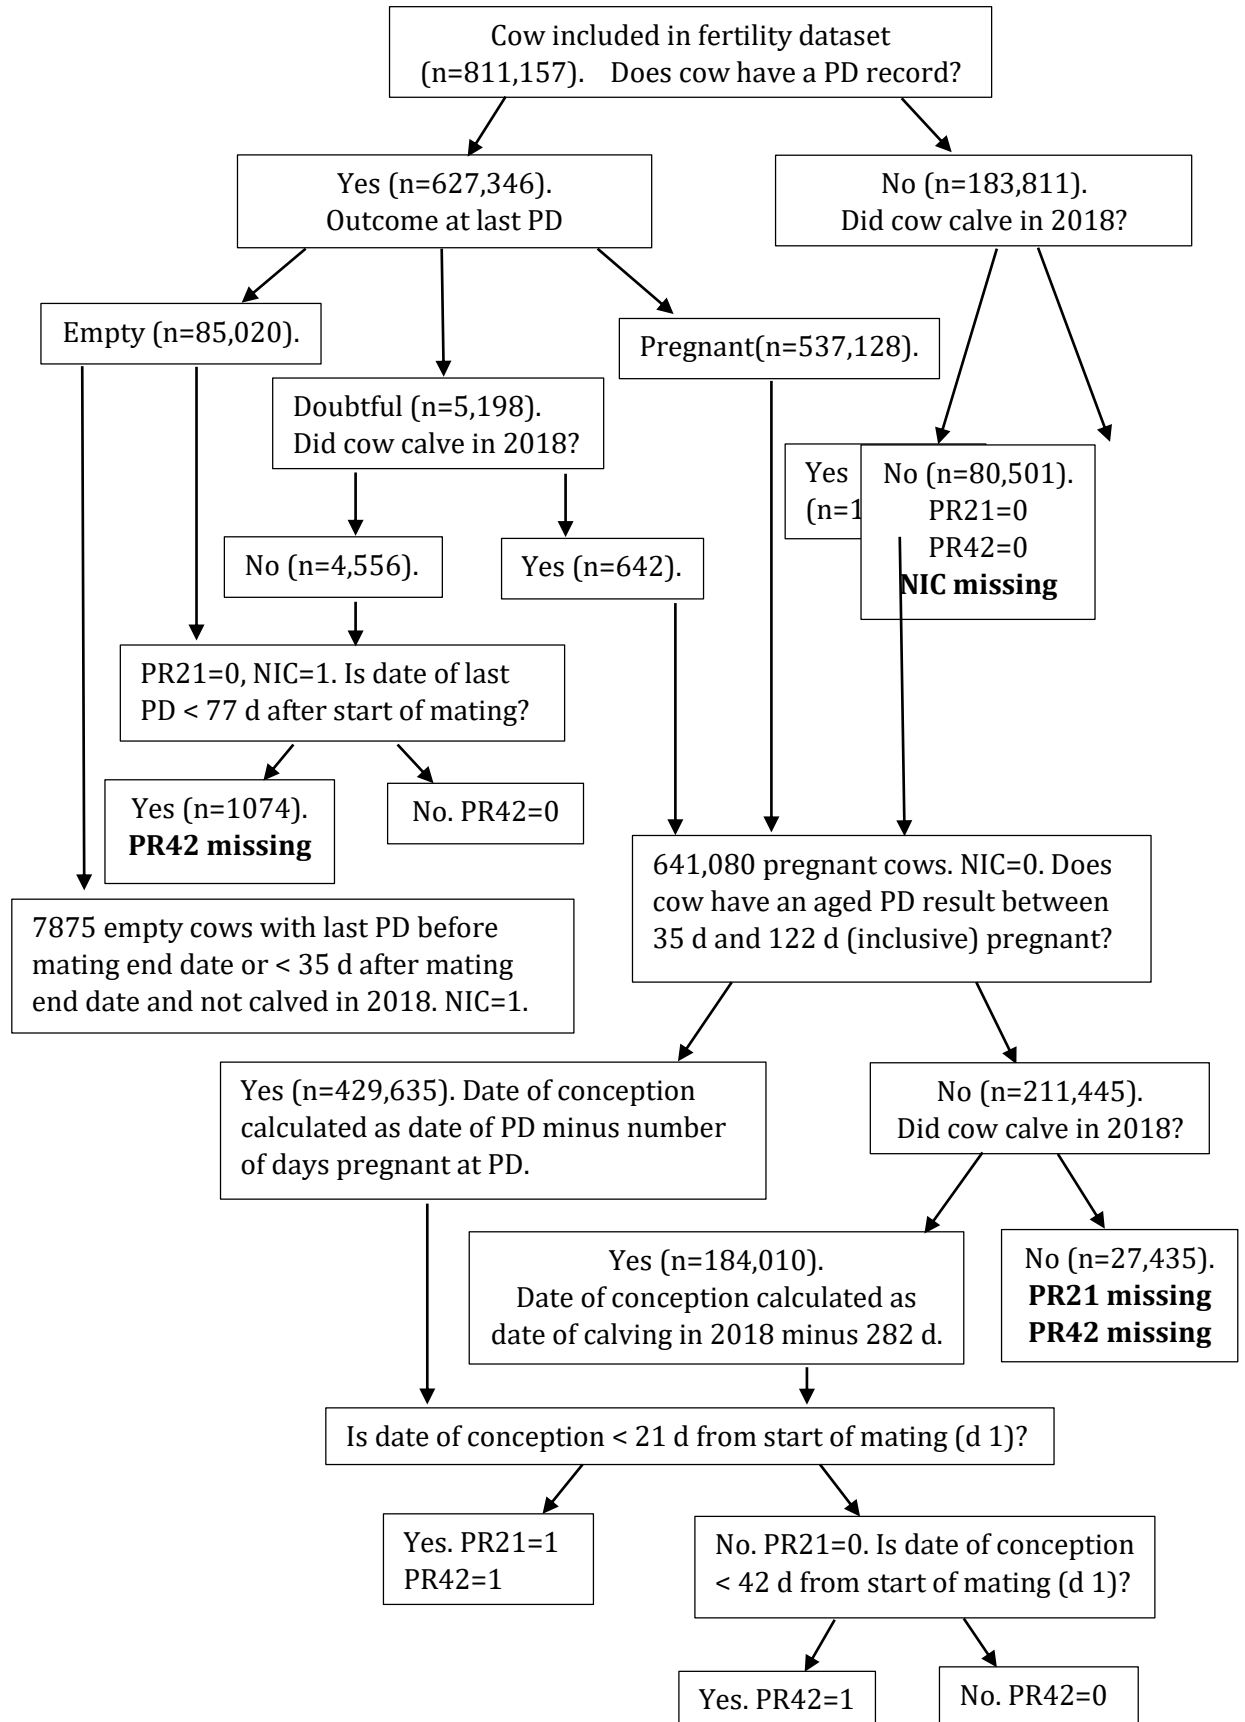 Cow included in fertility dataset
(n=811,157). Does cow have a PD record?
Yes (n=627,346).
Outcome at last PD
No (n=183,811).
Did cow calve in 2018?
Empty (n=85,020).
Pregnant(n=537,128).
Doubtful (n=5,198).
Did cow calve in 2018?
Yes
(n=1
No (n=80,501).
PR21=0
PR42=0
NIC missing
No (n=4,556).
Yes (n=642).
PR21=0, NIC=1. Is date of last
PD < 77 d after start of mating?
Yes (n=1074).
PR42 missing
No. PR42=0
641,080 pregnant cows. NIC=0. Does
cow have an aged PD result between
35 d and 122 d (inclusive) pregnant?
7875 empty cows with last PD before
mating end date or < 35 d after mating
end date and not calved in 2018. NIC=1.
Yes (n=429,635). Date of conception
calculated as date of PD minus number
of days pregnant at PD.
No (n=211,445).
Did cow calve in 2018?
Yes (n=184,010).
Date of conception calculated as
date of calving in 2018 minus 282 d.
No (n=27,435).
PR21 missing
PR42 missing
Is date of conception < 21 d from start of mating (d 1)?
Yes. PR21=1
PR42=1
No. PR21=0. Is date of conception
< 42 d from start of mating (d 1)?
Yes. PR42=1
No. PR42=0